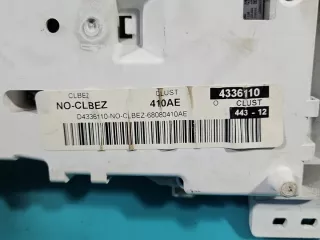 CLBEZ CLUST 4336110
NO-CLBEZ 410AE O CLUST
D4336110-NO-CLBEZ-68080410AE 443 - 12